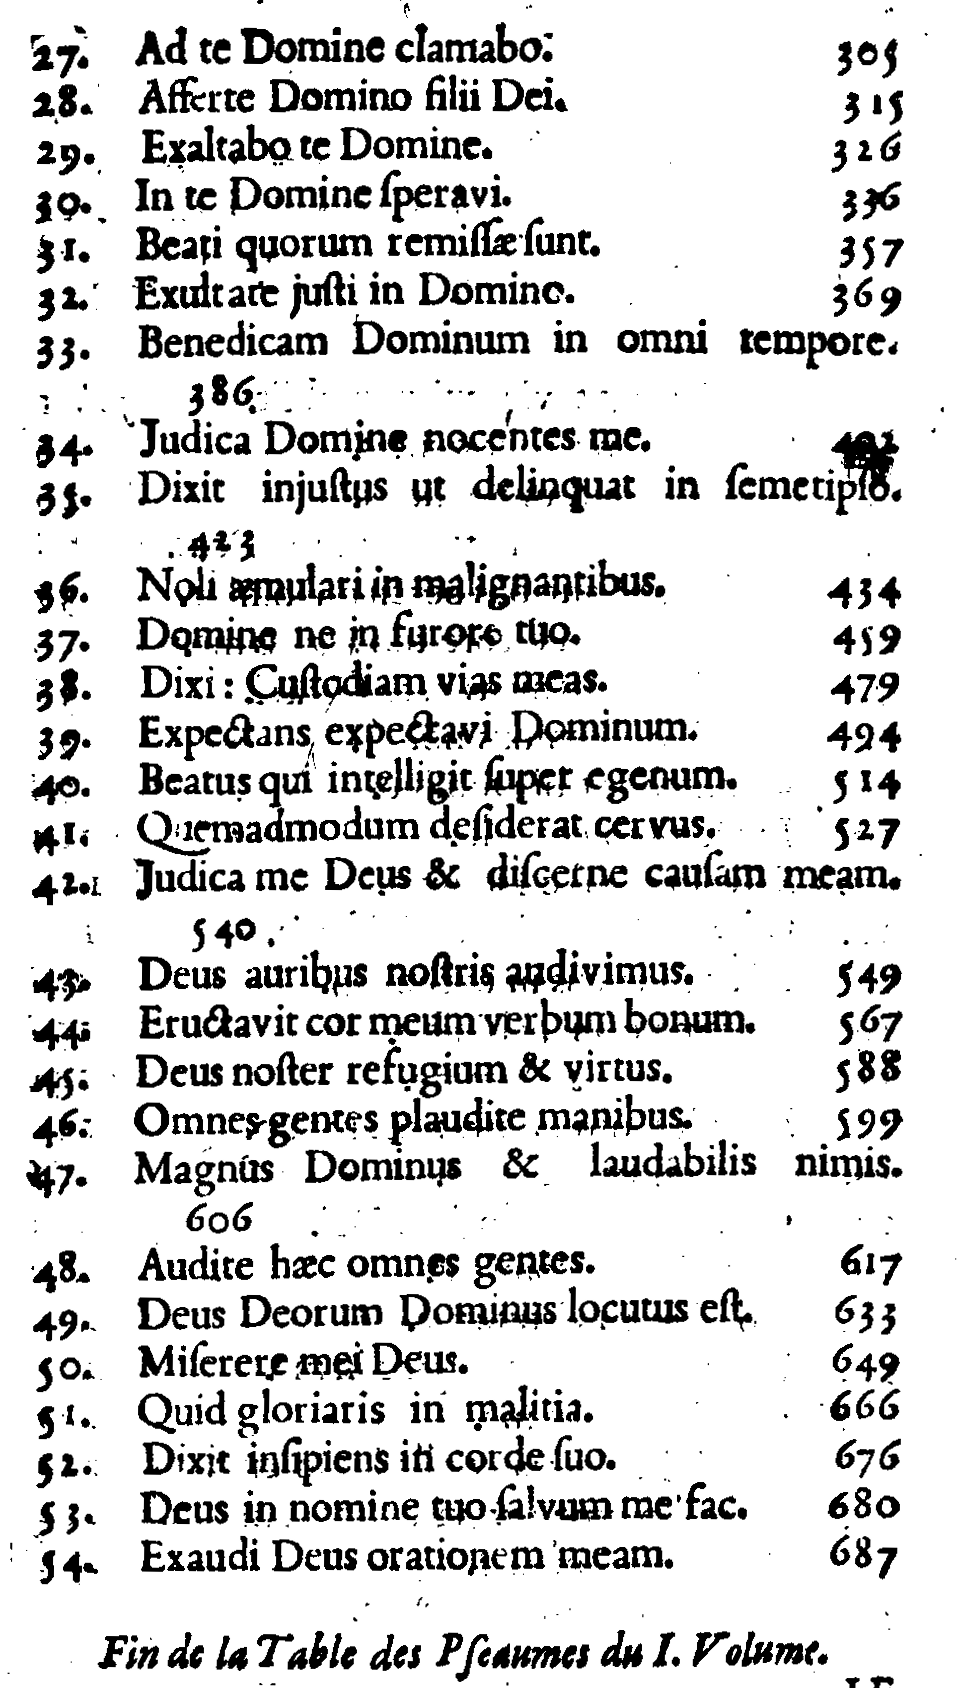 27. Ad te Domine clamabo. 305
28. Afferte Domino filii Dei. 315
29. Exaltabo te Domine. 326
30. In te Domine ſperavi. 336
31. Beati quorum remiſſæ ſunt. 357
32. Exultate juſti in Domino. 369
33. Benedicam Dominum in omni tempore.
386
34. Judica Domine nocentes me.
35. Dixit injuſtus ut delinquat in ſemetipſo.
423
36. Noli æmulari in malignantibus. 434
37. Domine ne in furore tuo. 459
38. Dixi: Cuſtodiam vias meas. 479
39. Expectans expectavi Dominum. 494
40. Beatus qui intelligit ſuper egenum. 514
41. Quemadmodum deſiderat cervus. 527
42. Judica me Deus & diſcerne cauſam meam.
540.
43. Deus auribus noſtris audivimus. 549
44. Eructavit cor meum verbum bonum. 567
45. Deus noſter refugium & virtus. 588
46. Omnes gentes plaudite manibus. 599
47. Magnus Dominus & laudabilis nimis.
606
48. Audite hæc omnes gentes. 617
49. Deus Deorum Dominus locutus eſt. 633
50. Miſerere mei Deus. 649
51. Quid gloriaris in malitia. 666
52. Dixit inſipiens in corde ſuo. 676
53. Deus in nomine tuo ſalvum me fac. 680
54. Exaudi Deus orationem meam. 687
Fin de la Table des Pſeaumes du I. Volume.